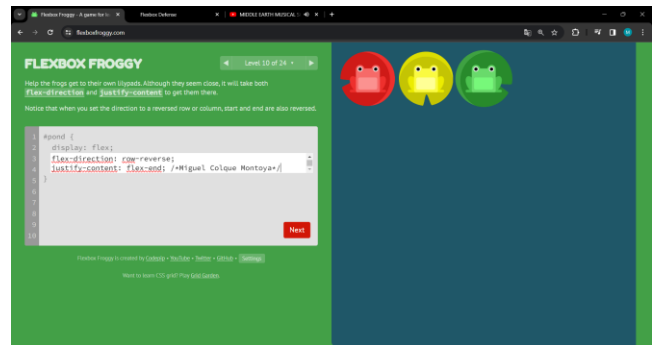 Flexbox Froggy - A game for le
Flexbox Defense
MIDDLE EARTH MUSICAL S
flexboxfroggy.com
FLEXBOX FROGGY
Level 10 of 24
Help the frogs get to their own lilypads. Although they seem close, it will take both
flex-direction and justify-content to get them there.
Notice that when you set the direction to a reversed row or column, start and end are also reversed.
1 #pond {
2 display: flex;
3 flex-direction: row-reverse;
4 justify-content: flex-end; /*Miguel Colque Montoya*/
5 }
6
7
8
9
10
Next
Flexbox Froggy is created by Codepip • YouTube • Twitter • GitHub • Settings
Want to learn CSS grid? Play Grid Garden.